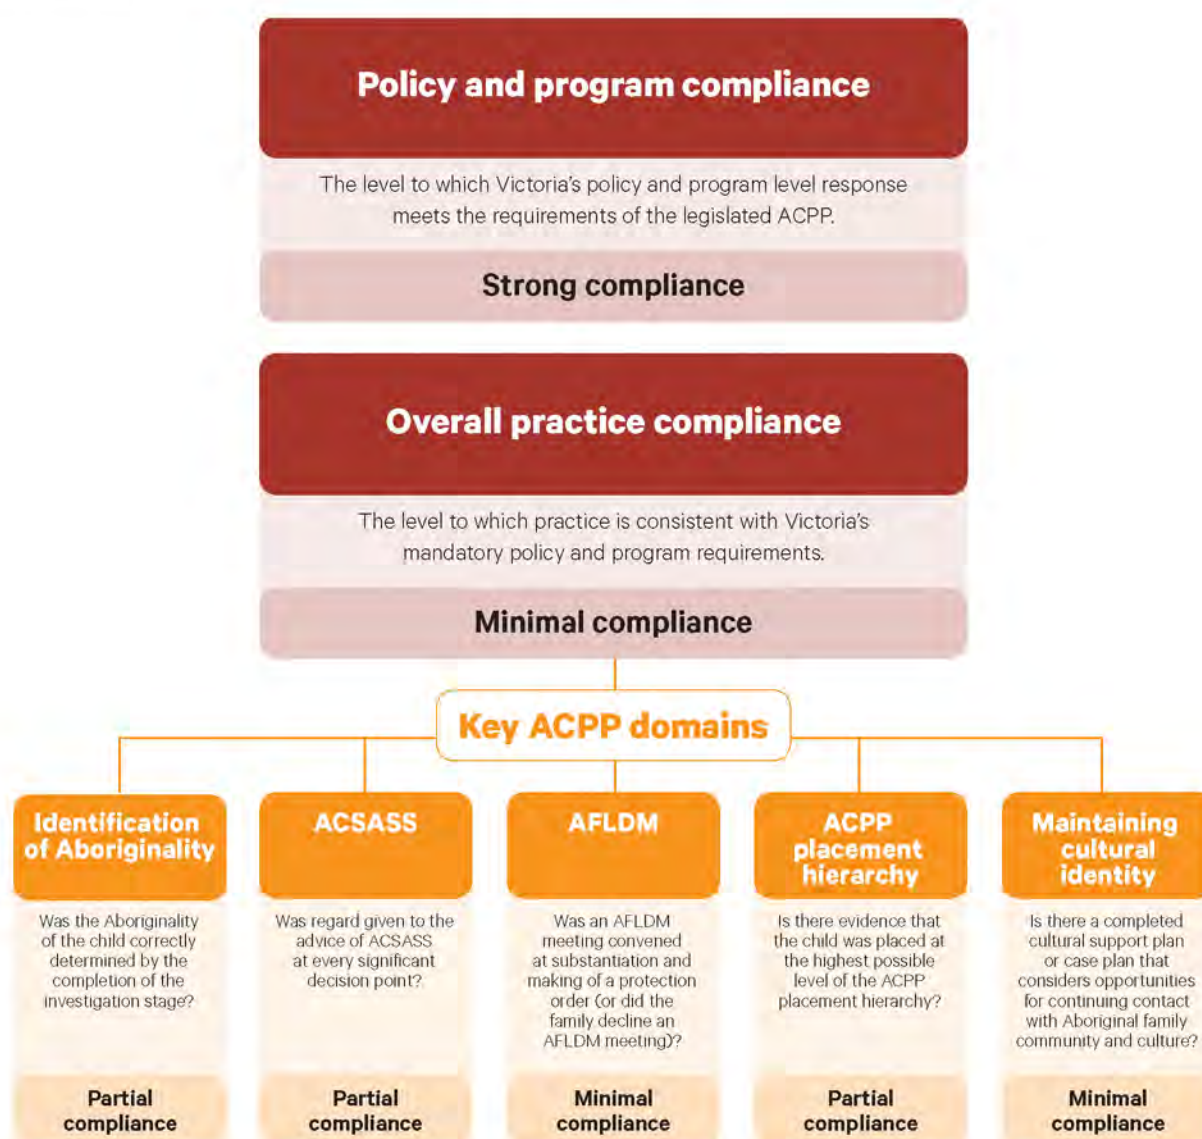 Policy and program compliance
The level to which Victoria's policy and program level response
meets the requirements of the legislated ACPP.
Strong compliance
Overall practice compliance
The level to which practice is consistent with Victoria's
mandatory policy and program requirements.
Minimal compliance
Key ACPP domains
Identification
of Aboriginality
Was the Aboriginality
of the child correctly
determined by the
completion of the
investigation stage?
Partial
compliance
ACSASS
Was regard given to the
advice of ACSASS
at every significant
decision point?
Partial
compliance
AFLDM
Was an AFLDM
meeting convened
at substantiation and
making of a protection
order (or did the
family decline an
AFLDM meeting)?
Minimal
compliance
ACPP
placement
hierarchy
Is there evidence that
the child was placed at
the highest possible
level of the ACPP
placement hierarchy?
Partial
compliance
Maintaining
cultural
identity
Is there a completed
cultural support plan
or case plan that
considers opportunities
for continuing contact
with Aboriginal family
community and culture?
Minimal
compliance